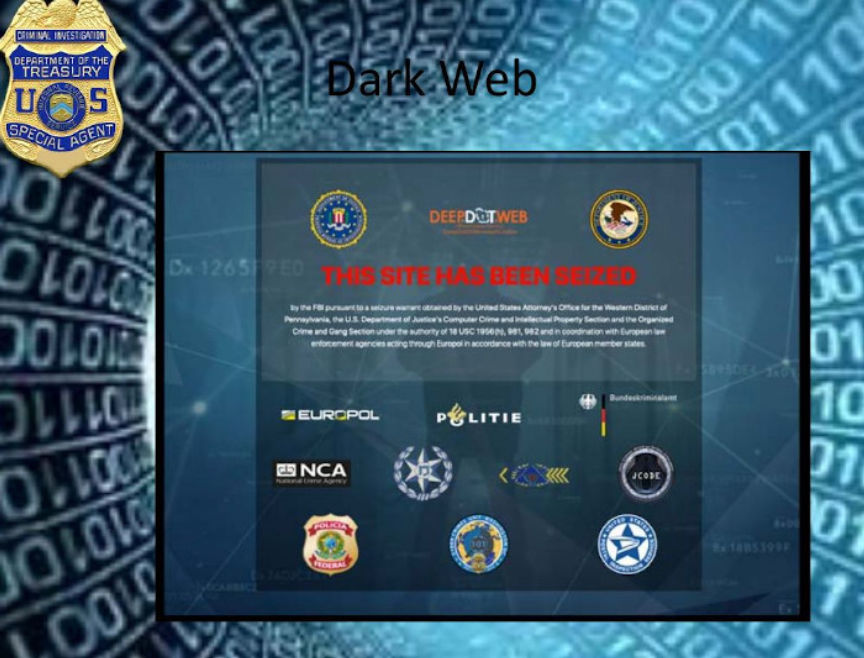 CRIMINAL INVESTIGATION
DEPARTMENT OF THE
TREASURY
U S
SPECIAL AGENT
Dark Web
DEEPDOTWEB
THIS SITE HAS BEEN SEIZED
by the FBI pursuant to a seizure warrant obtained by the United States Attorney's Office for the Western District of
Pennsylvania, the U.S. Department of Justice's Computer Crime and Intellectual Property Section and the Organized
Crime and Gang Section under the authority of 18 USC 1956(h), 981, 982 and in coordination with European law
enforcement agencies acting through Europol in accordance with the law of European member states.
EUROPOL
POLITIE
Bundeskriminalamt
NCA
National Crime Agency
JCODE
POLICIA
FEDERAL